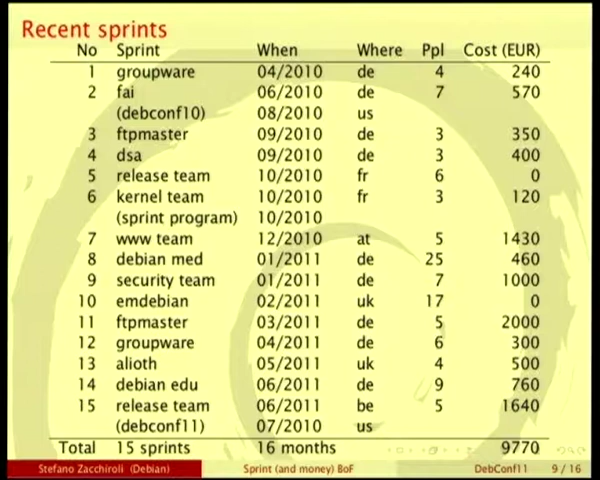 Recent sprints
No Sprint When Where Ppl Cost (EUR)
1 groupware 04/2010 de 4 240
2 fai 06/2010 de 7 570
(debconf10) 08/2010 us
3 ftpmaster 09/2010 de 3 350
4 dsa 09/2010 de 3 400
5 release team 10/2010 fr 6 0
6 kernel team 10/2010 fr 3 120
(sprint program) 10/2010
7 www team 12/2010 at 5 1430
8 debian med 01/2011 de 25 460
9 security team 01/2011 de 7 1000
10 emdebian 02/2011 uk 17 0
11 ftpmaster 03/2011 de 5 2000
12 groupware 04/2011 de 6 300
13 alioth 05/2011 uk 4 500
14 debian edu 06/2011 de 9 760
15 release team 06/2011 be 5 1640
(debconf11) 07/2010 us
Total 15 sprints 16 months 9770
Stefano Zacchiroli (Debian) Sprint (and money) BoF DebConf11 9 / 16